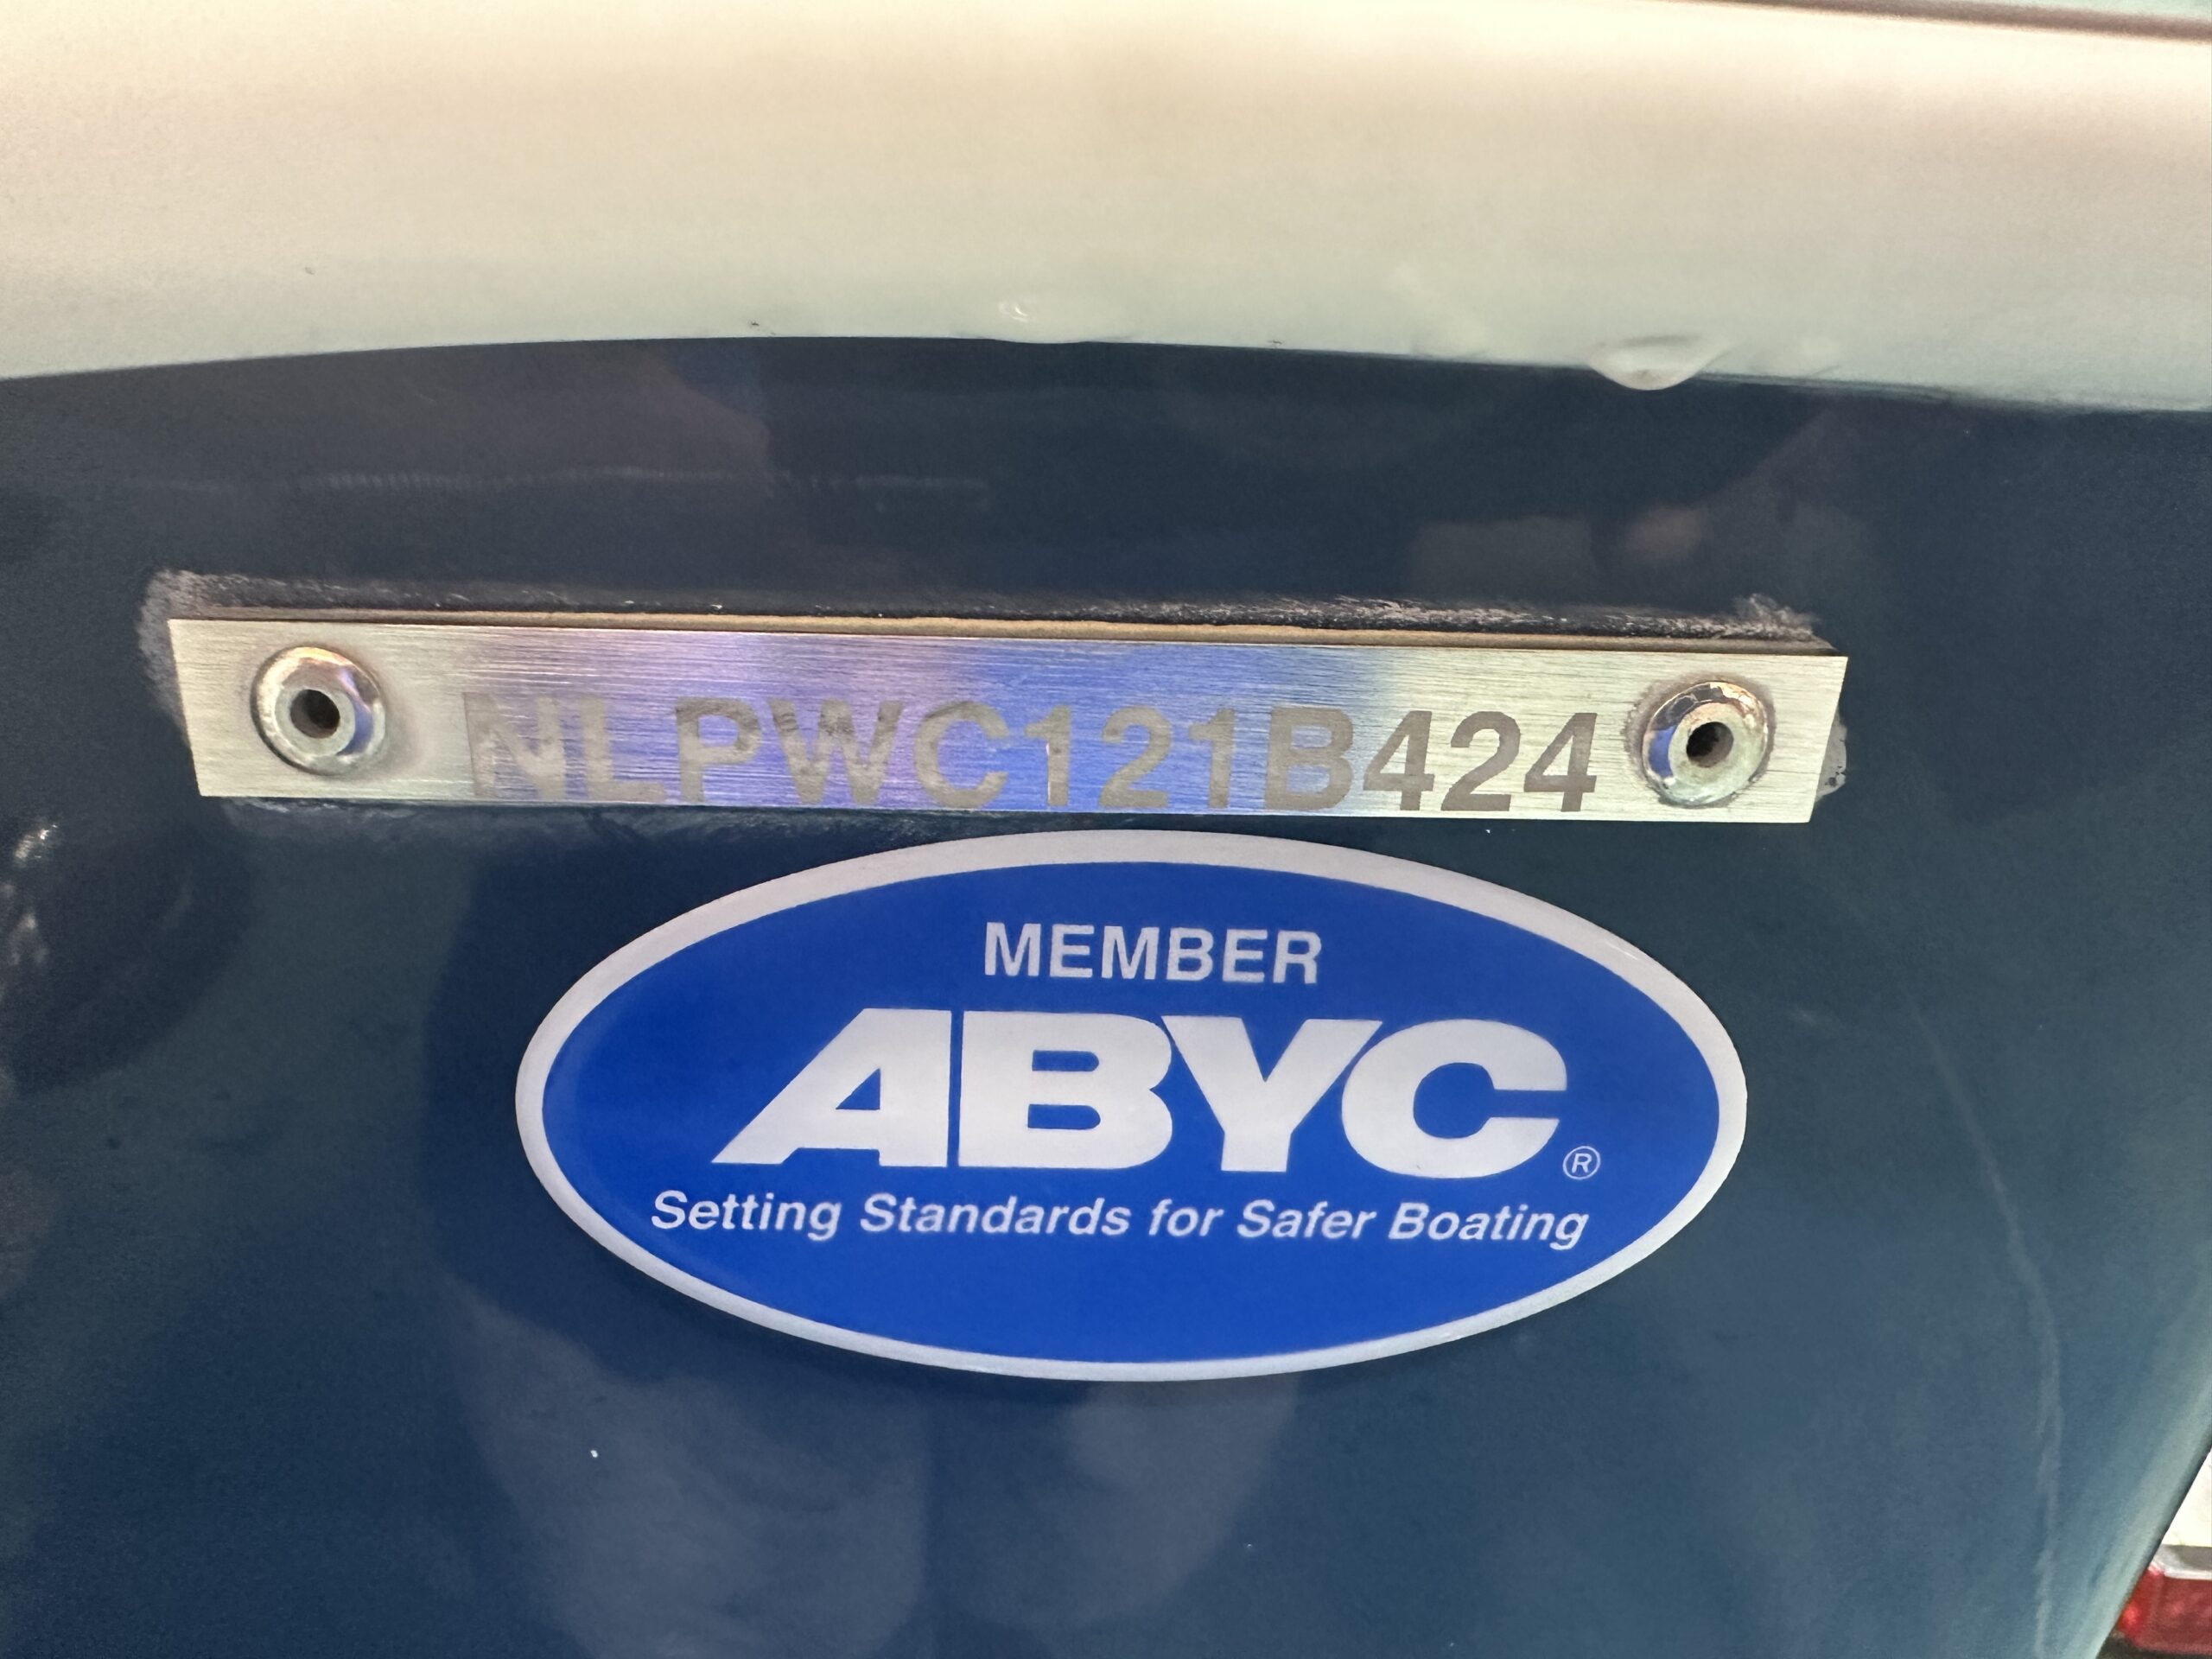 NLPWC121B424
MEMBER
ABYC®
Setting Standards for Safer Boating